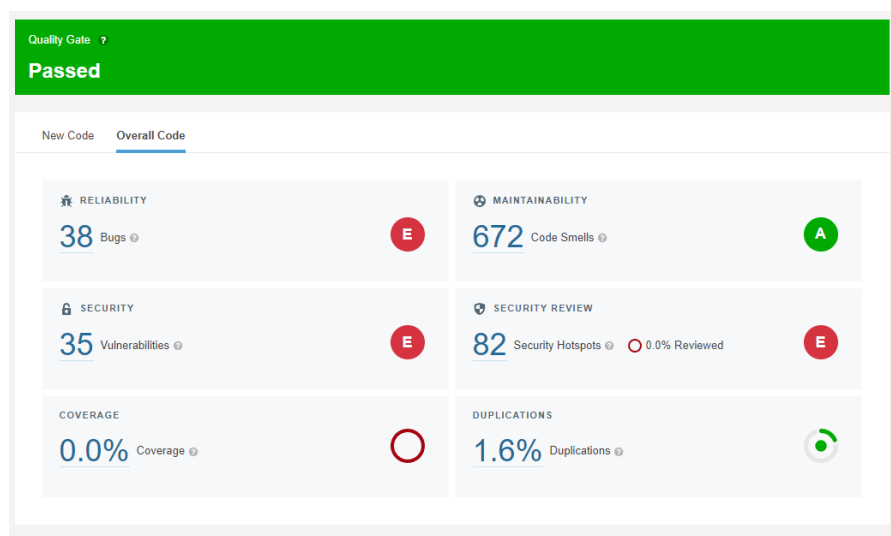 Quality Gate ?
Passed
New Code Overall Code
RELIABILITY
38 Bugs ?
E
MAINTAINABILITY
672 Code Smells ?
A
SECURITY
35 Vulnerabilities ?
E
SECURITY REVIEW
82 Security Hotspots ? 0.0% Reviewed
E
COVERAGE
0.0% Coverage ?
DUPLICATIONS
1.6% Duplications ?